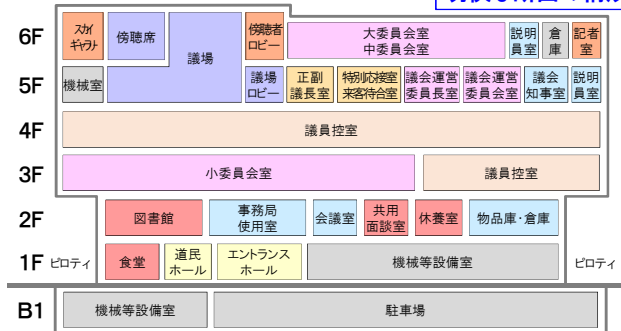 6F
スカイ
ギャラリー
傍聴席
議場
傍聴者
ロビー
大委員会室
中委員会室
説明
員室
倉
庫
記者
室
5F
機械室
議場
ロビー
正副
議長室
特別応接室
来客待合室
議会運営
委員長室
議会運営
委員会室
議会
知事室
説明
員室
4F
議員控室
3F
小委員会室
議員控室
2F
図書館
事務局
使用室
会議室
共用
面談室
休養室
物品庫・倉庫
1F
ピロティ
食堂
道民
ホール
エントランス
ホール
機械等設備室
ピロティ
B1
機械等設備室
駐車場